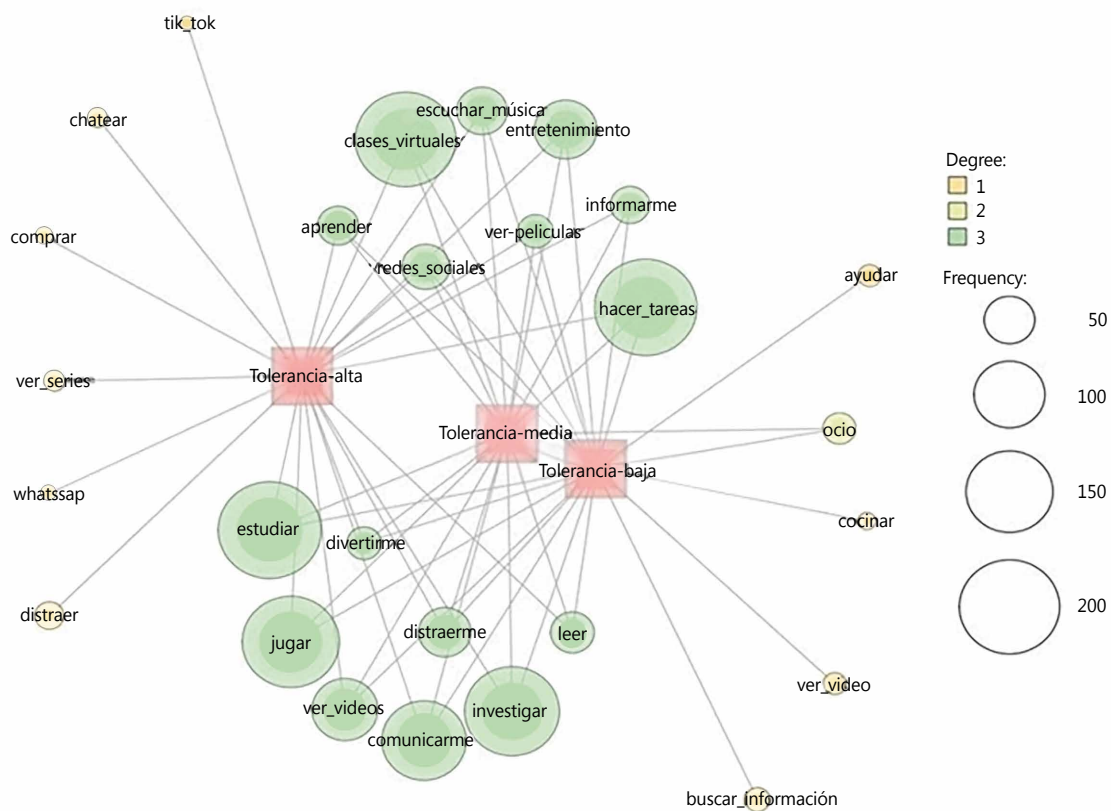 tik_tok
chatear
escuchar_música
clases_virtuales
entretenimiento
comprar
aprender
informarme
ver-peliculas
redes_sociales
hacer_tareas
ayudar
ver_series
Tolerancia-alta
Tolerancia-media
ocio
Tolerancia-baja
whatssap
estudiar
divertirme
cocinar
distraer
jugar
distraerme
leer
ver_videos
investigar
comunicarme
ver_video
buscar_información
Degree:
1
2
3
Frequency:
50
100
150
200